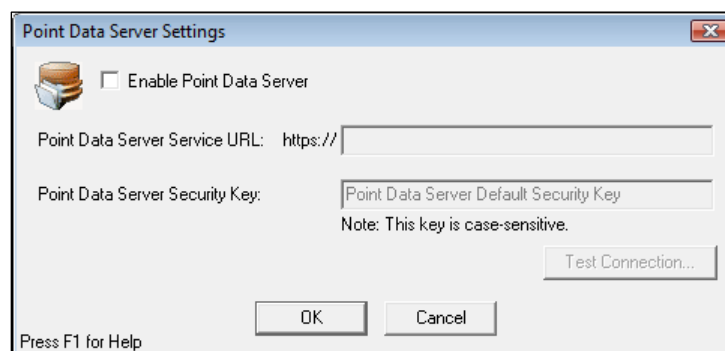 Point Data Server Settings
Enable Point Data Server
Point Data Server Service URL: https://
Point Data Server Security Key: Point Data Server Default Security Key
Note: This key is case-sensitive.
Test Connection...
OK Cancel
Press F1 for Help